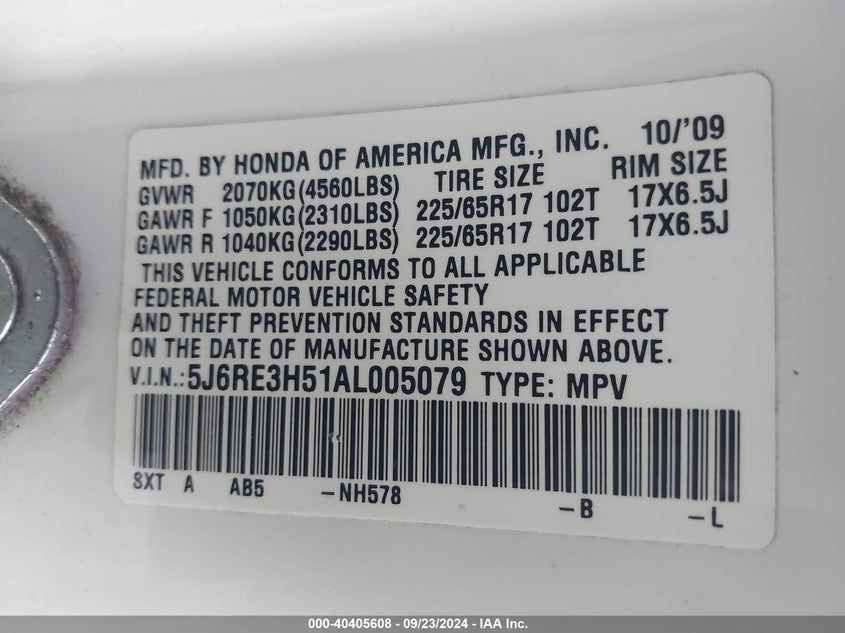 MFD. BY HONDA OF AMERICA MFG., INC. 10/'09
GVWR 2070KG(4560LBS) TIRE SIZE RIM SIZE
GAWR F 1050KG(2310LBS) 225/65R17 102T 17X6.5J
GAWR R 1040KG(2290LBS) 225/65R17 102T 17X6.5J
THIS VEHICLE CONFORMS TO ALL APPLICABLE
FEDERAL MOTOR VEHICLE SAFETY
AND THEFT PREVENTION STANDARDS IN EFFECT
ON THE DATE OF MANUFACTURE SHOWN ABOVE.
V.I.N.:5J6RE3H51AL005079 TYPE: MPV
SXT A AB5 -NH578 -B -L
000-40405608 - 09/23/2024 - IAA Inc.